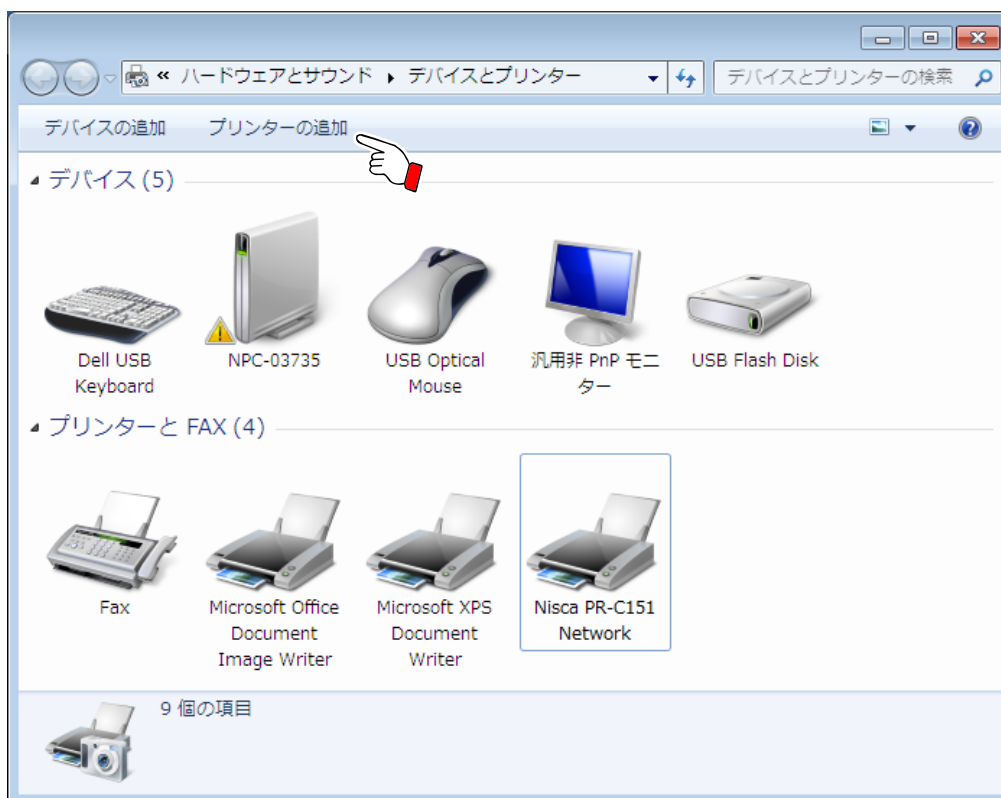 « ハードウェアとサウンド ▸ デバイスとプリンター
デバイスとプリンターの検索
デバイスの追加 プリンターの追加
デバイス (5)
Dell USB
Keyboard
NPC-03735
USB Optical
Mouse
汎用非 PnP モニ
ター
USB Flash Disk
プリンターと FAX (4)
Fax
Microsoft Office
Document
Image Writer
Microsoft XPS
Document
Writer
Nisca PR-C151
Network
9 個の項目